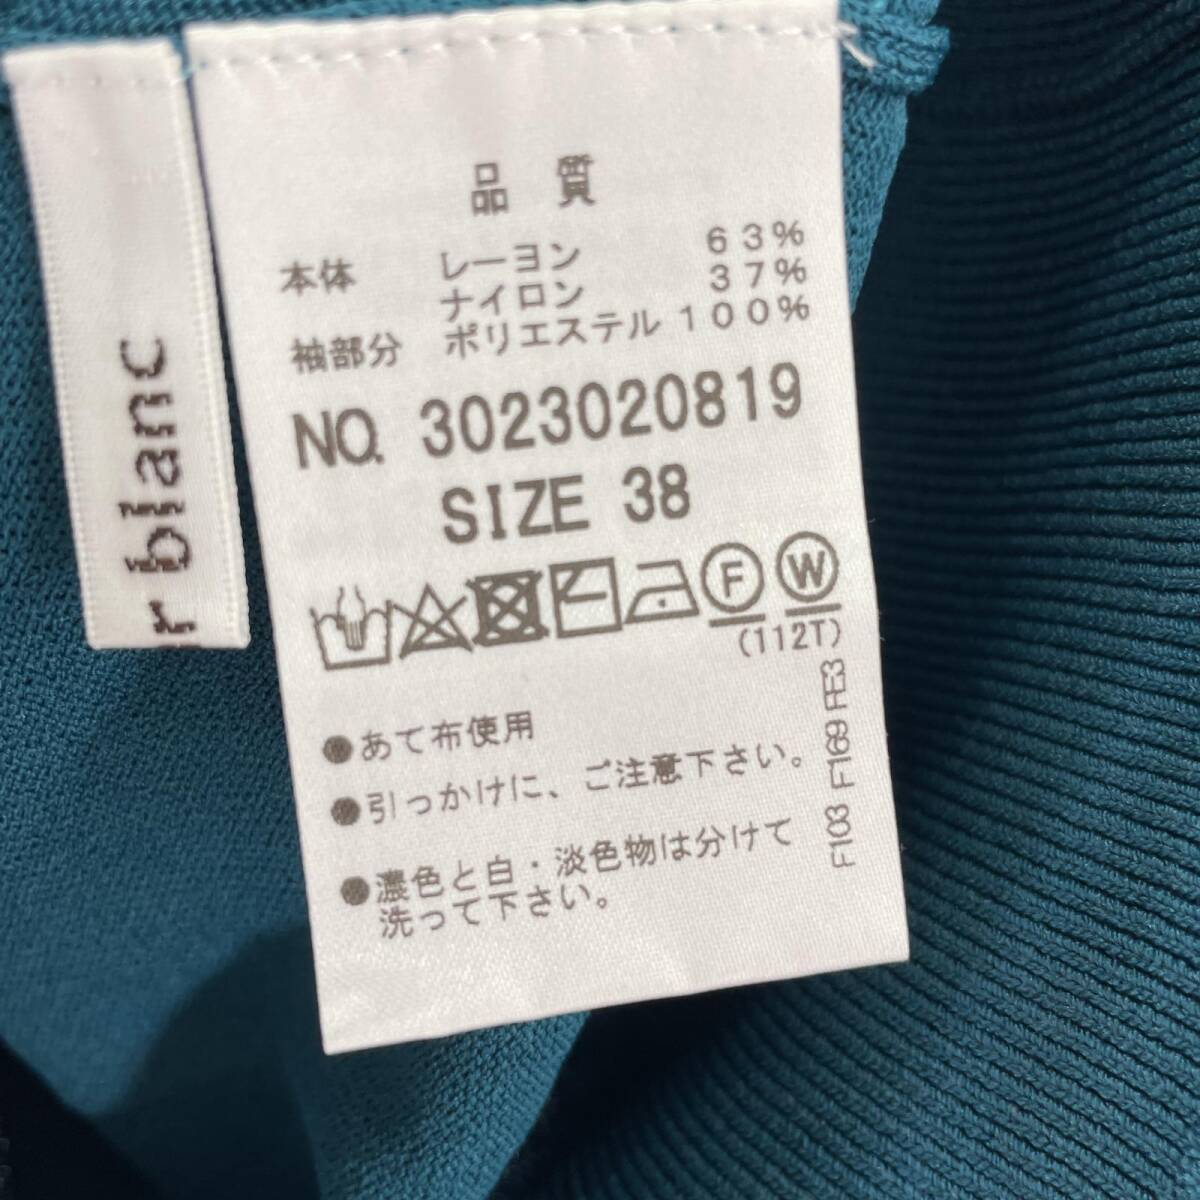 r blanc
品質
本体 レーヨン 63%
ナイロン 37%
袖部分 ポリエステル 100%
NO. 3023020819
SIZE 38
F W
(112T)
●あて布使用
●引っかけに、ご注意下さい。
●濃色と白・淡色物は分けて
洗って下さい。
F103 F169 FE3